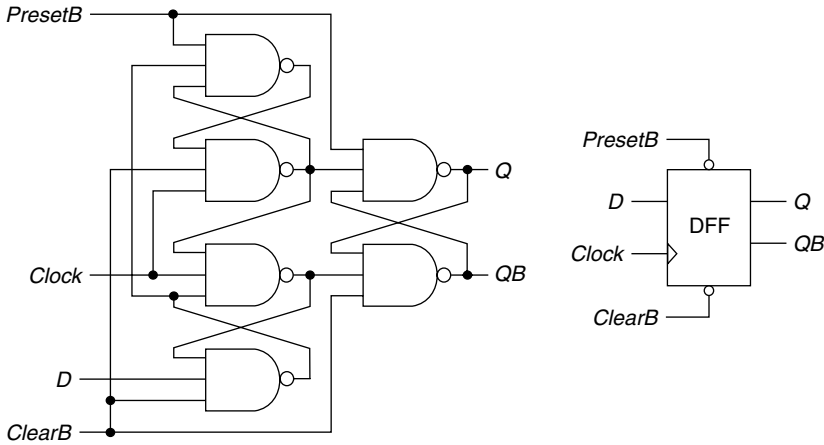 PresetB
Clock
D
ClearB
Q
QB
PresetB
D
Clock
ClearB
DFF
Q
QB